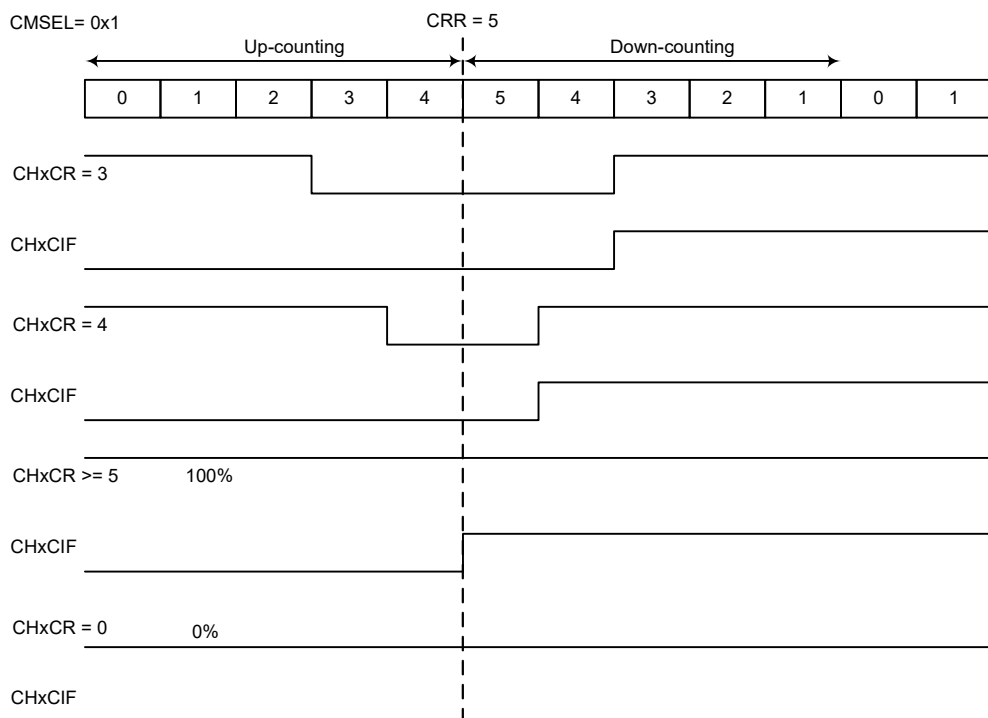 CMSEL= 0x1
CRR = 5
Up-counting
Down-counting
0 1 2 3 4 5 4 3 2 1 0 1
CHxCR = 3
CHxCIF
CHxCR = 4
CHxCIF
CHxCR >= 5 100%
CHxCIF
CHxCR = 0 0%
CHxCIF